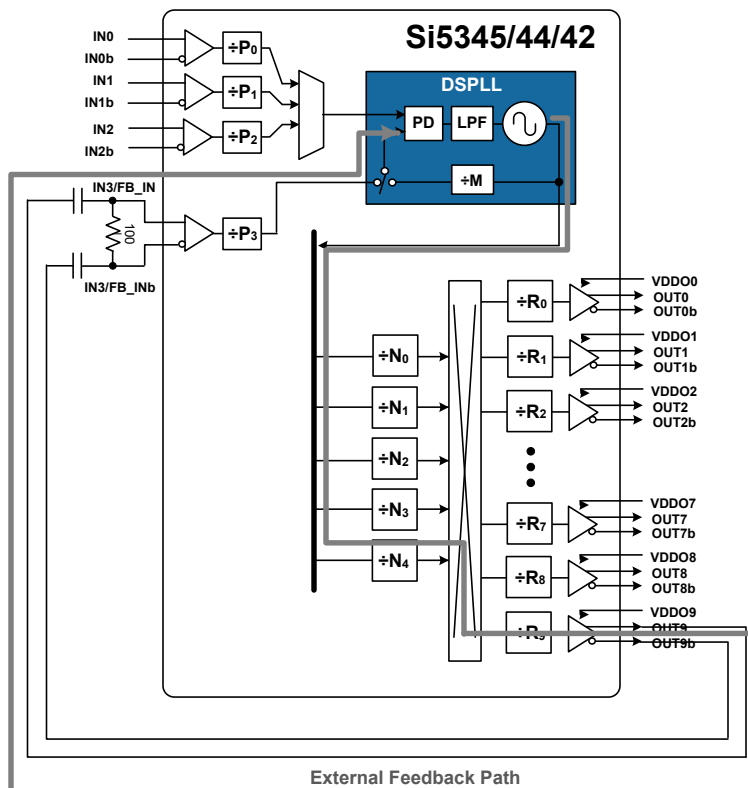 Si5345/44/42
IN0
IN0b
÷P0
IN1
IN1b
÷P1
IN2
IN2b
÷P2
DSPLL
PD
LPF
÷M
IN3/FB_IN
100
÷P3
IN3/FB_INb
÷N0
÷N1
÷N2
÷N3
÷N4
÷R0
VDDO0
OUT0
OUT0b
÷R1
VDDO1
OUT1
OUT1b
÷R2
VDDO2
OUT2
OUT2b
÷R7
VDDO7
OUT7
OUT7b
÷R8
VDDO8
OUT8
OUT8b
÷R9
VDDO9
OUT9
OUT9b
External Feedback Path